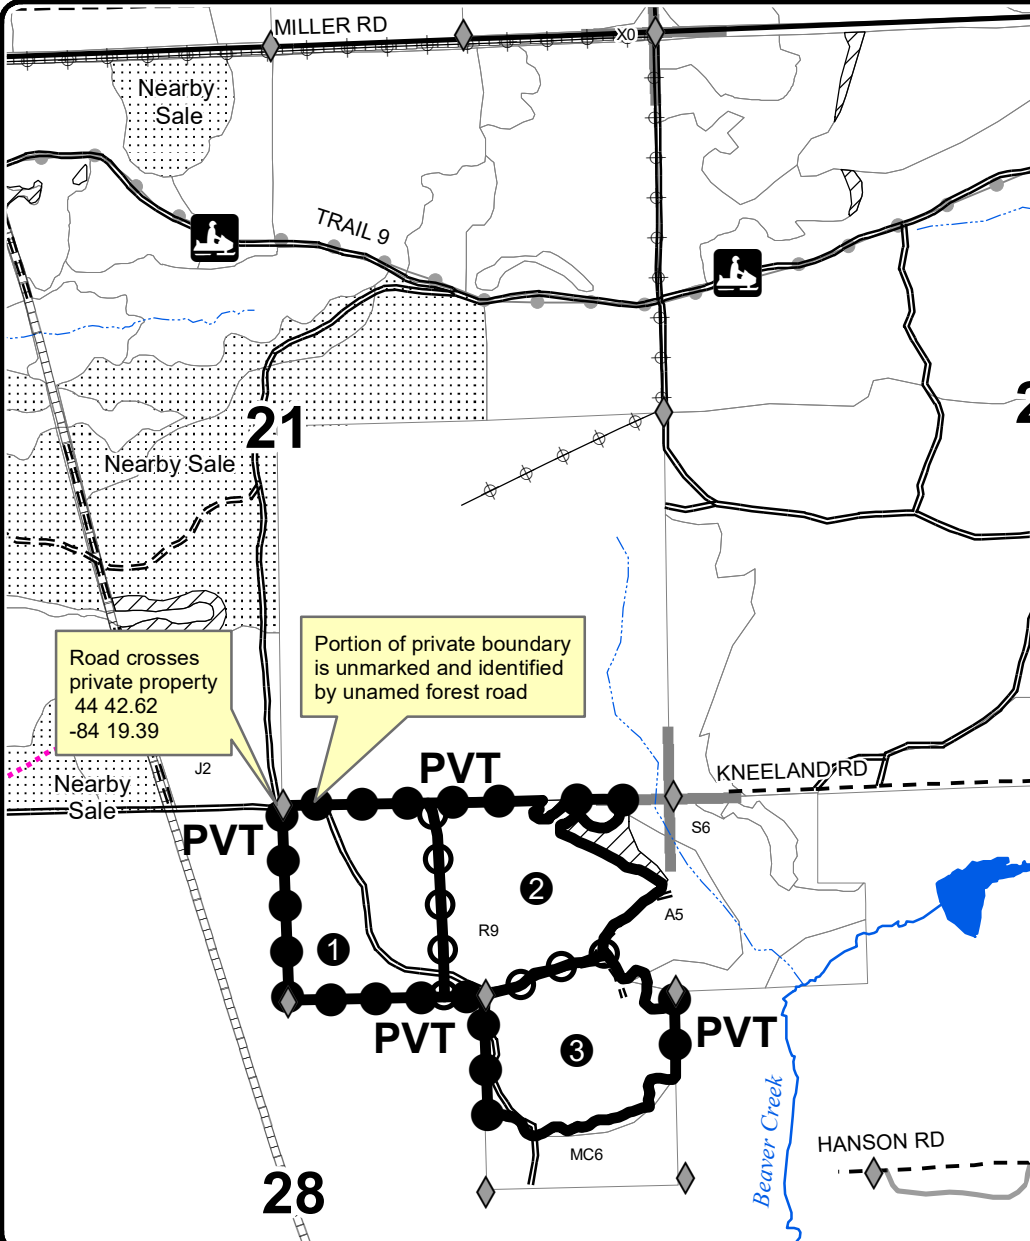 MILLER RD
X0
Nearby
Sale
TRAIL 9
21
2
Nearby Sale
Road crosses
private property
44 42.62
-84 19.39
Portion of private boundary
is unmarked and identified
by unamed forest road
J2
PVT
KNEELAND RD
Nearby
Sale
PVT
S6
2
A5
R9
1
PVT
PVT
3
Beaver Creek
HANSON RD
MC6
28